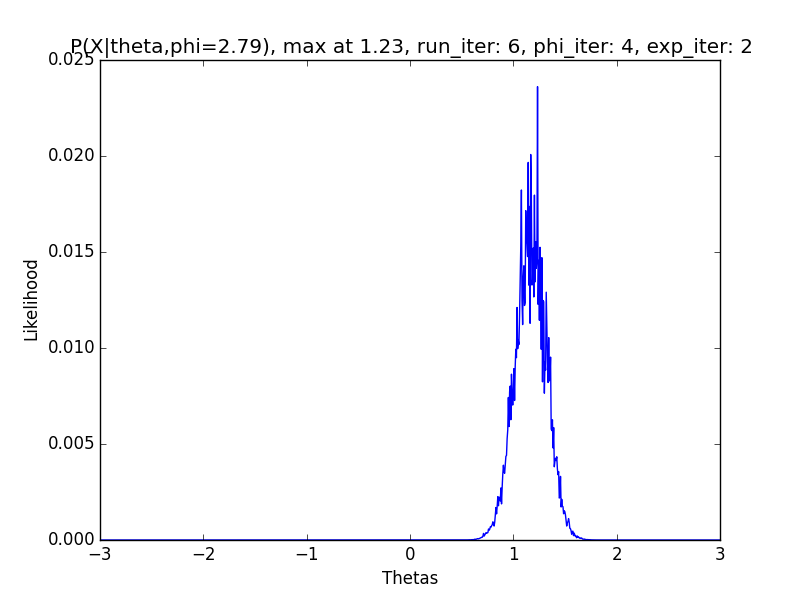 P(X|theta,phi=2.79), max at 1.23, run_iter: 6, phi_iter: 4, exp_iter: 2
0.025
0.020
0.015
0.010
0.005
0.000
Likelihood
−3 −2 −1 0 1 2 3
Thetas